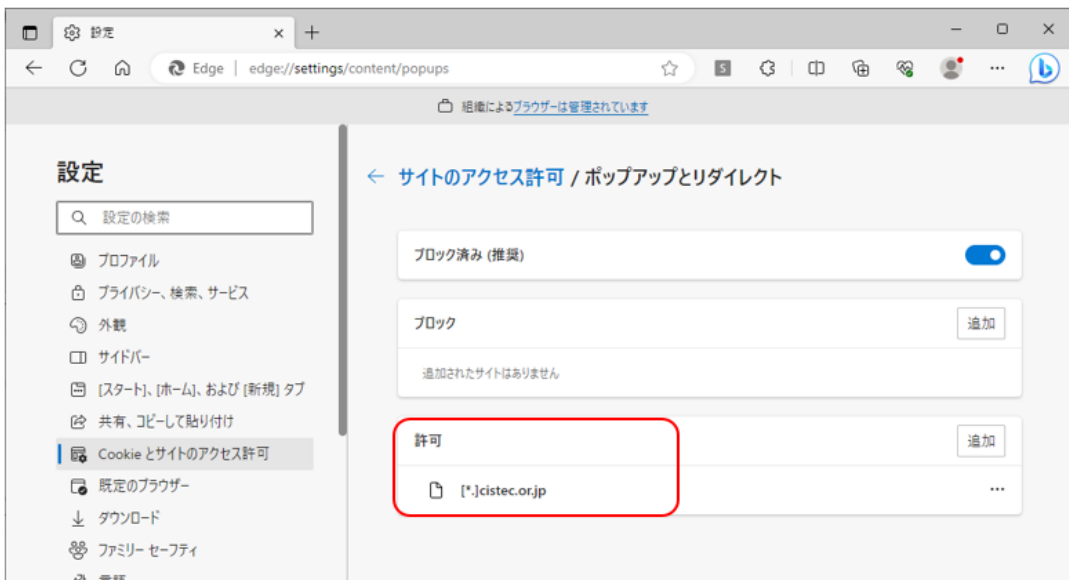 設定
Edge | edge://settings/content/popups
S
組織によるブラウザーは管理されています
設定
設定の検索
プロファイル
プライバシー、検索、サービス
外観
サイドバー
[スタート]、[ホーム]、および [新規] タブ
共有、コピーして貼り付け
Cookie とサイトのアクセス許可
既定のブラウザー
ダウンロード
ファミリー セーフティ
サイトのアクセス許可 / ポップアップとリダイレクト
ブロック済み (推奨)
ブロック
追加
追加されたサイトはありません
許可
追加
[*.]cistec.or.jp